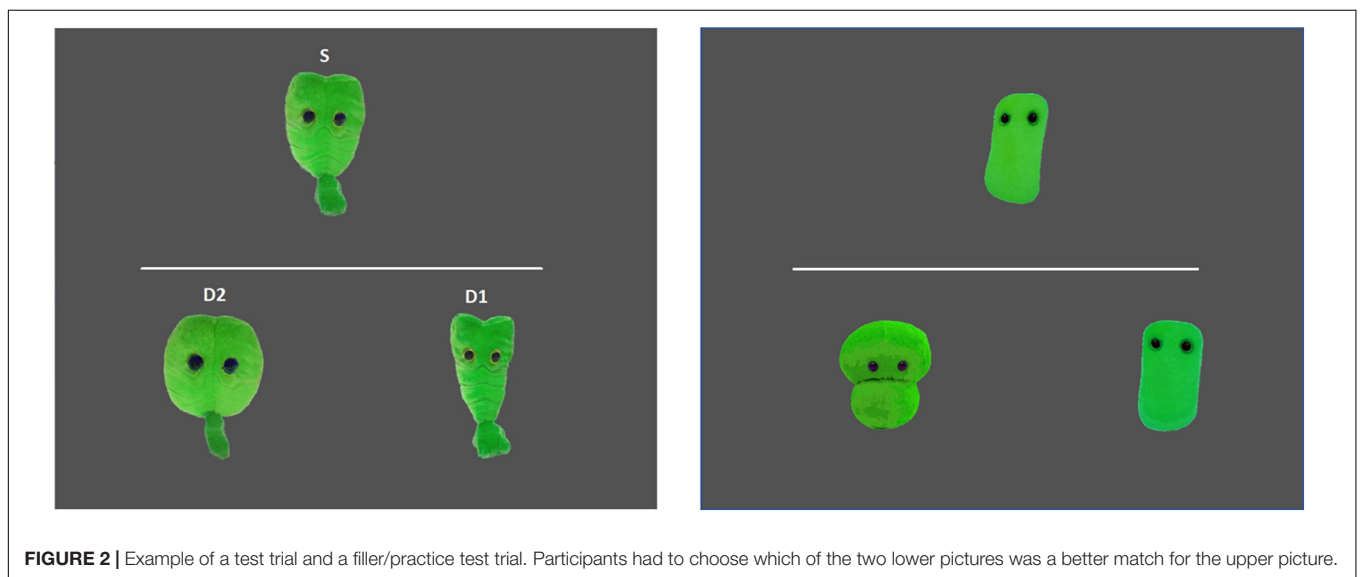 S
D2 D1
FIGURE 2 | Example of a test trial and a filler/practice test trial. Participants had to choose which of the two lower pictures was a better match for the upper picture.